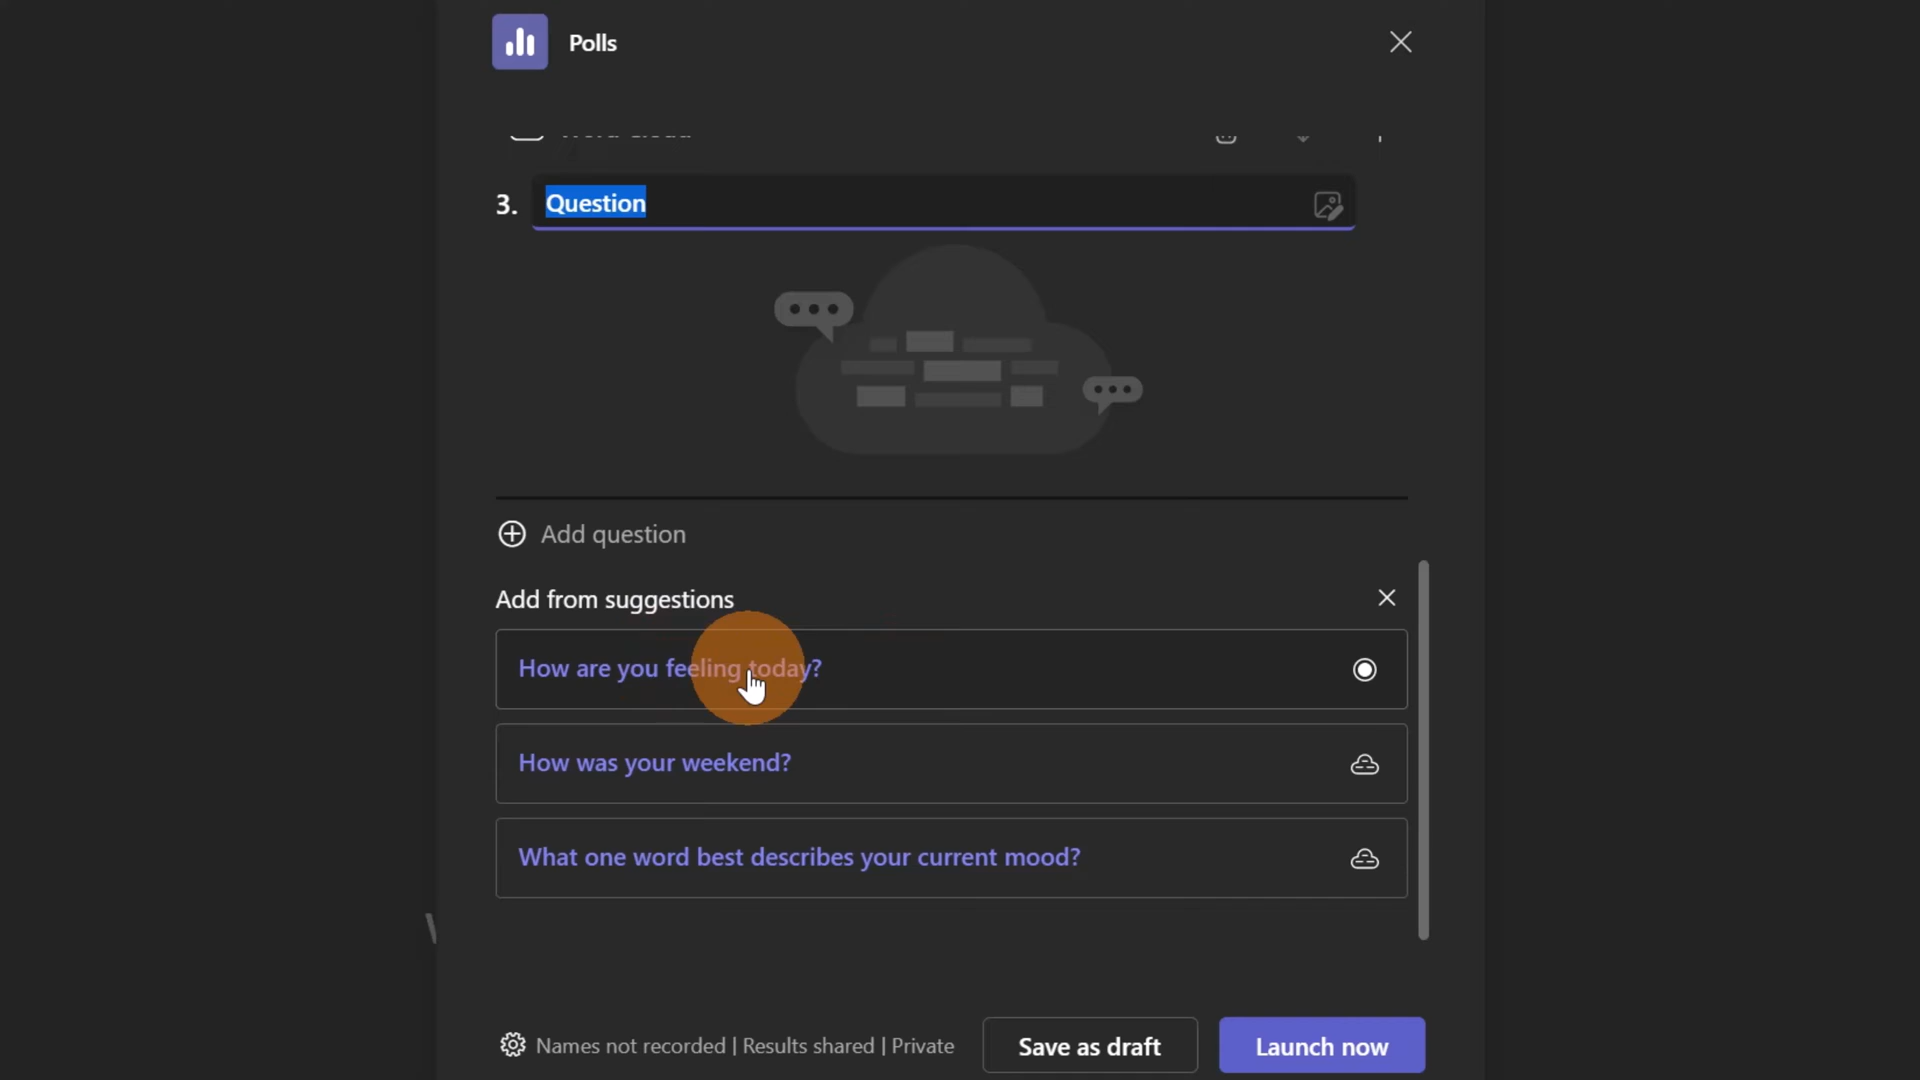 Polls
3. Question
Add question
Add from suggestions
How are you feeling today?
How was your weekend?
What one word best describes your current mood?
Names not recorded | Results shared | Private
Save as draft
Launch now